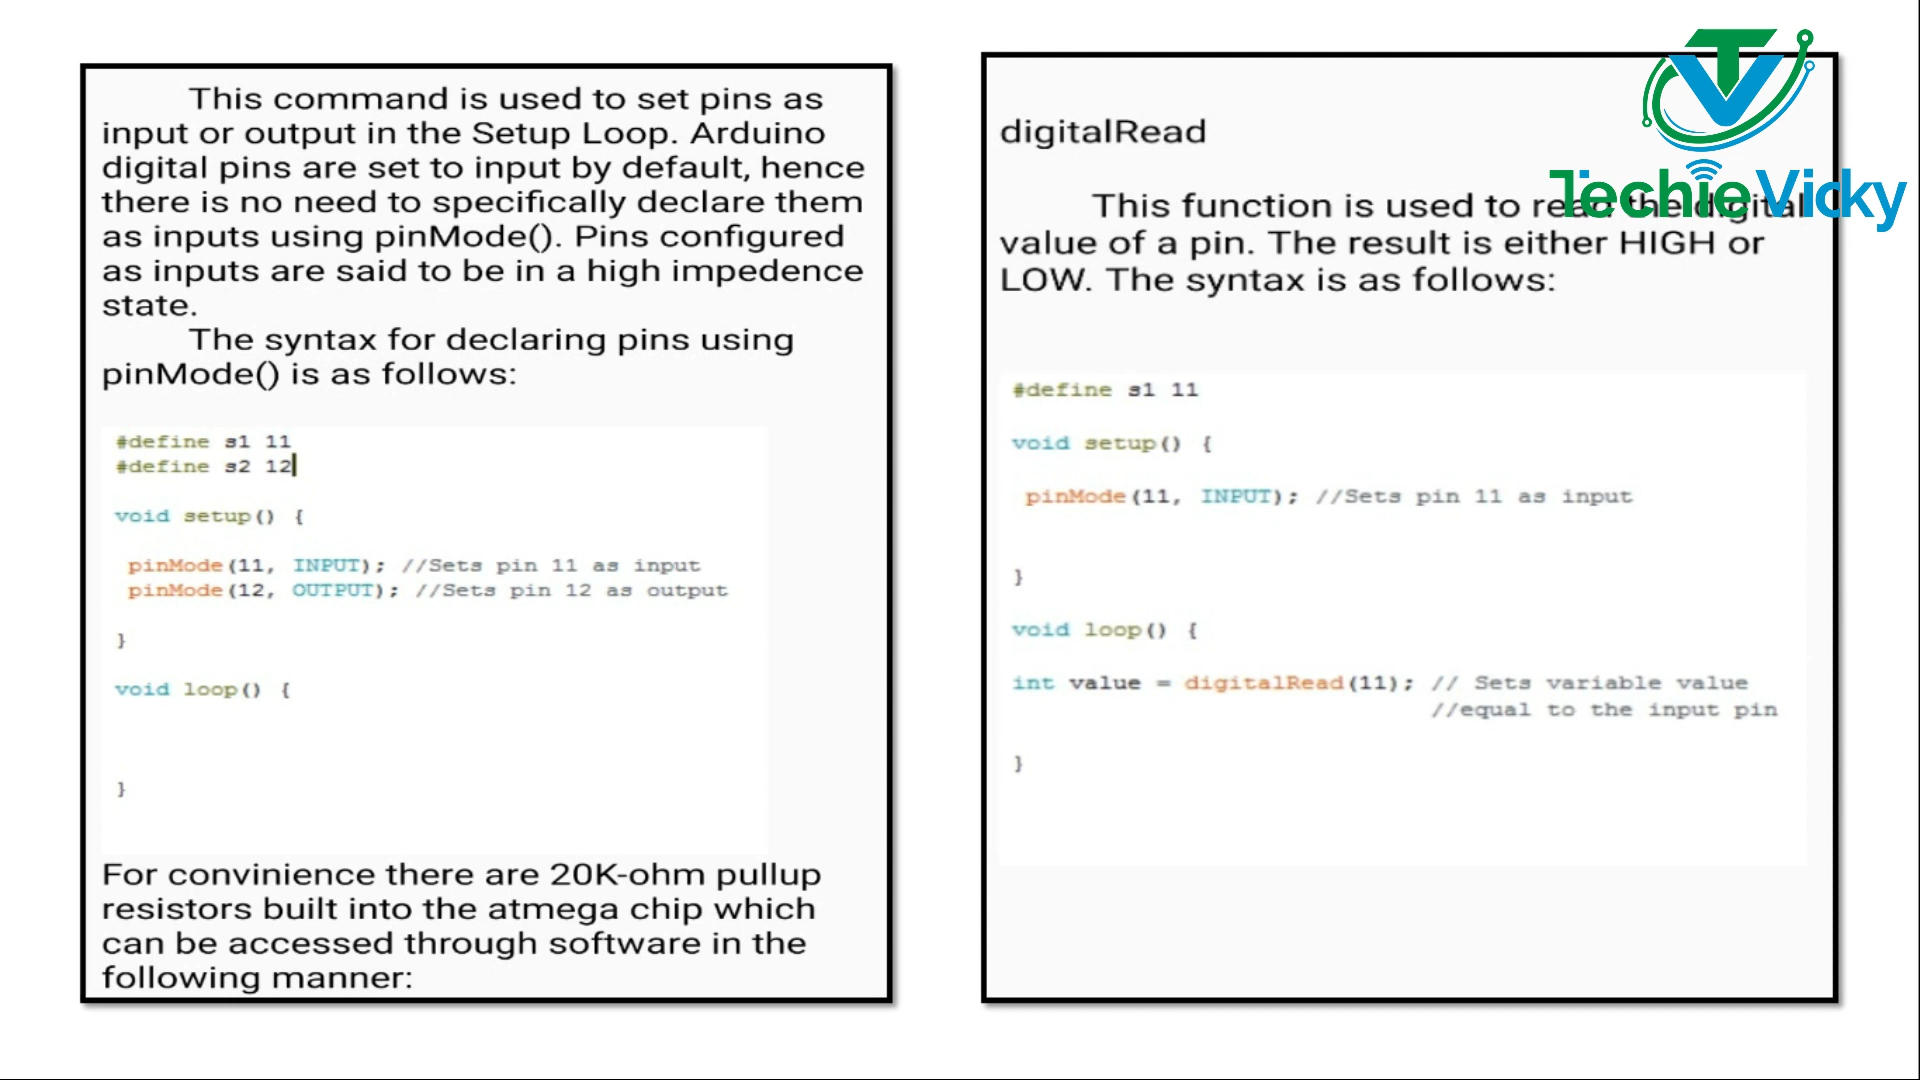 This command is used to set pins as
input or output in the Setup Loop. Arduino
digital pins are set to input by default, hence
there is no need to specifically declare them
as inputs using pinMode(). Pins configured
as inputs are said to be in a high impedence
state.
The syntax for declaring pins using
pinMode() is as follows:
#define s1 11
#define s2 12
void setup() {
pinMode(11, INPUT); //Sets pin 11 as input
pinMode(12, OUTPUT); //Sets pin 12 as output
}
void loop() {
}
For convinience there are 20K-ohm pullup
resistors built into the atmega chip which
can be accessed through software in the
following manner:
TV
TechieVicky
digitalRead
This function is used to read the digital
value of a pin. The result is either HIGH or
LOW. The syntax is as follows:
#define s1 11
void setup() {
pinMode(11, INPUT); //Sets pin 11 as input
}
void loop() {
int value = digitalRead(11); // Sets variable value
//equal to the input pin
}